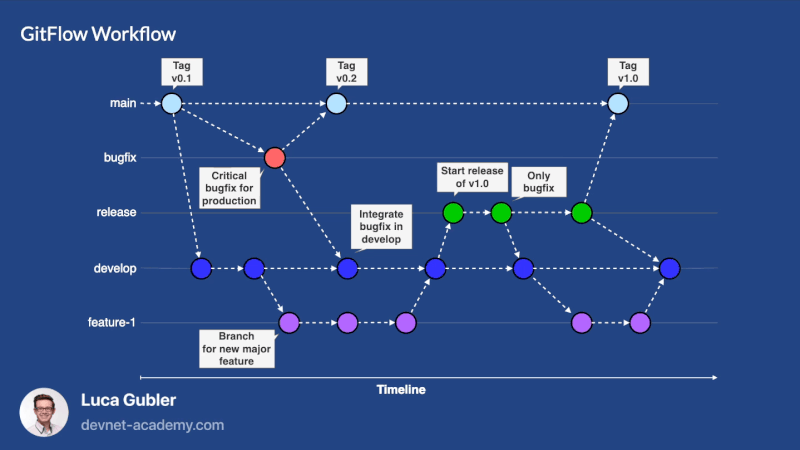 GitFlow Workflow
Tag
v0.1
Tag
v0.2
Tag
v1.0
main
bugfix
Critical
bugfix for
production
Start release
of v1.0
Only
bugfix
release
Integrate
bugfix in
develop
develop
feature-1
Branch
for new major
feature
Timeline
Luca Gubler
devnet-academy.com